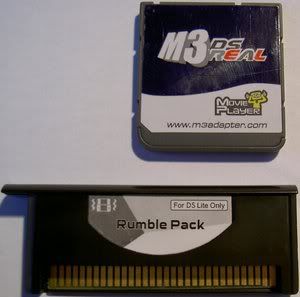 M3 DS
REAL
MOVIE
PLAYER
www.m3adapter.com
For DS Lite Only
Rumble Pack